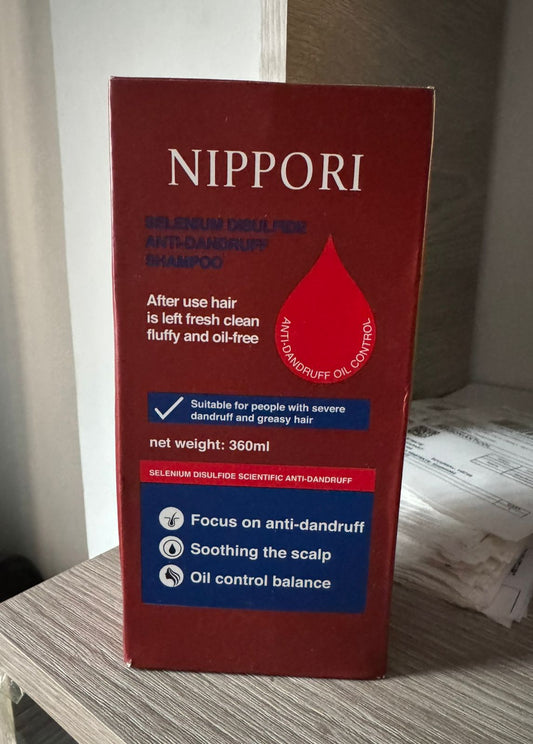 NIPPORI
SELENIUM DISULFIDE
ANTI-DANDRUFF
SHAMPOO
After use hair
is left fresh clean
fluffy and oil-free
ANTI-DANDRUFF OIL CONTROL
Suitable for people with severe
dandruff and greasy hair
net weight: 360ml
SELENIUM DISULFIDE SCIENTIFIC ANTI-DANDRUFF
Focus on anti-dandruff
Soothing the scalp
Oil control balance